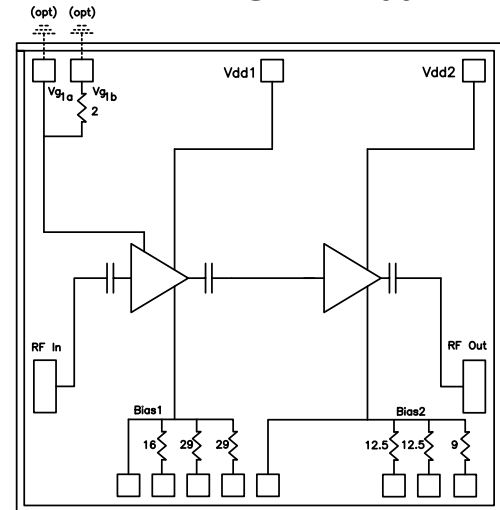 (opt) (opt)
Vg1a Vg1b
2
Vdd1
Vdd2
RF In
RF Out
Bias1
16 29 29
Bias2
12.5 12.5 9